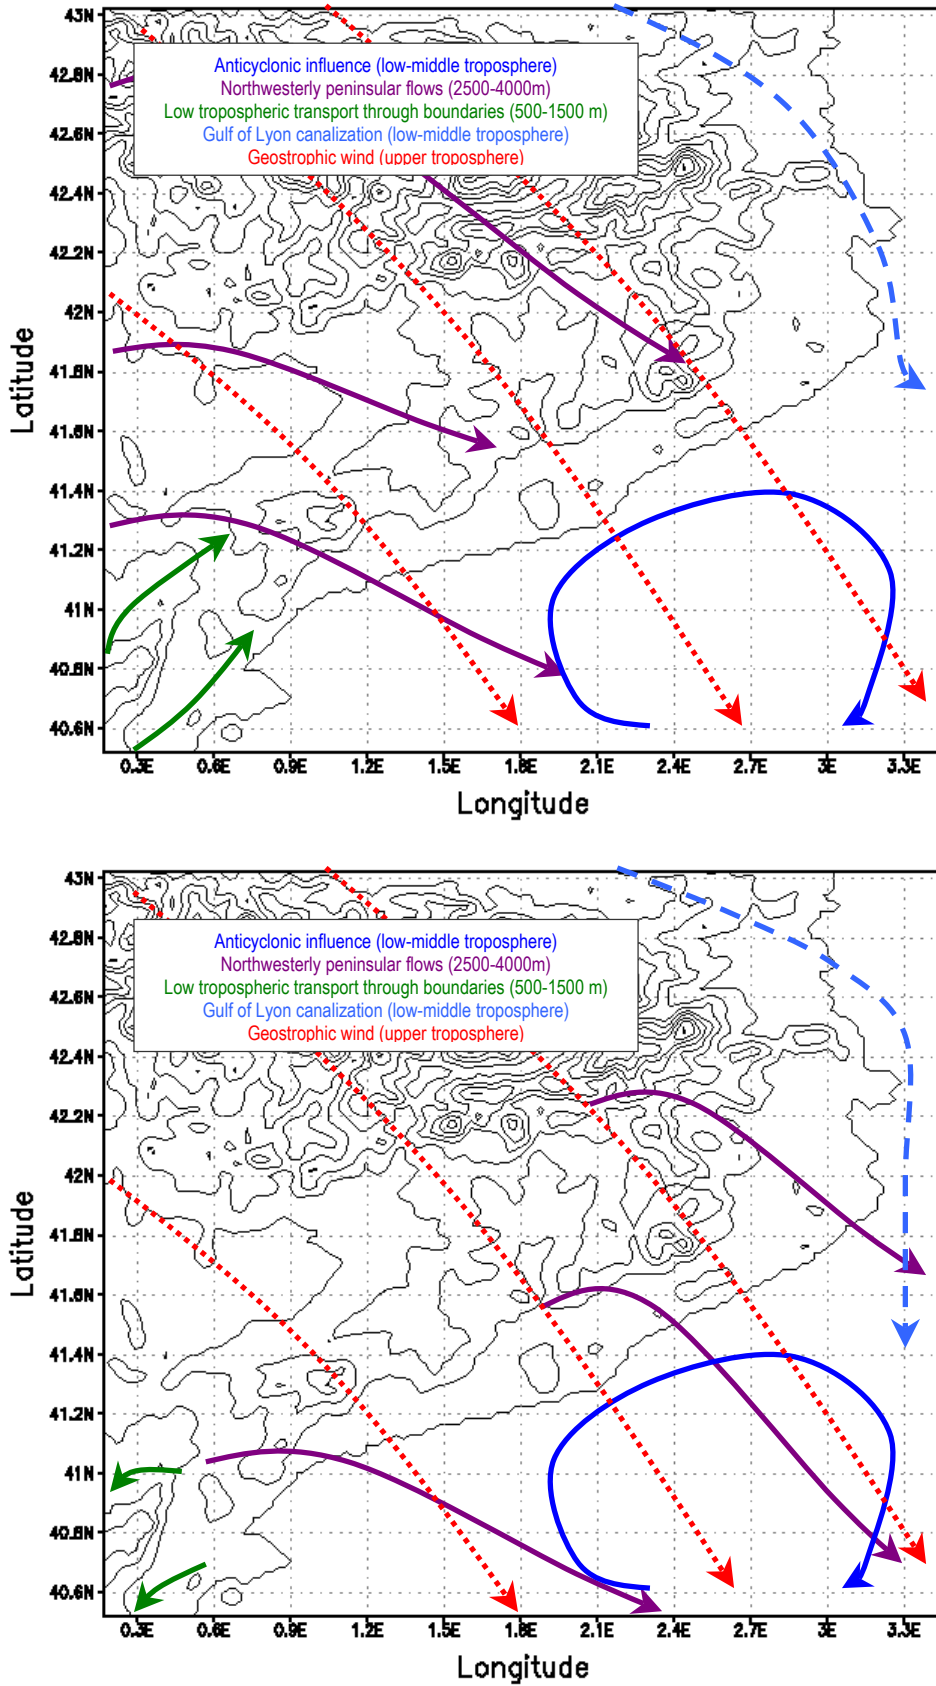 43N
Anticyclonic influence (low-middle troposphere)
42.8N
Northwesterly peninsular flows (2500-4000m)
Low tropospheric transport through boundaries (500-1500 m)
42.6N
Gulf of Lyon canalization (low-middle troposphere)
Geostrophic wind (upper troposphere)
42.4N
42.2N
42N
41.8N
41.6N
41.4N
41.2N
41N
40.8N
40.6N
Latitude
0.3E 0.6E 0.9E 1.2E 1.5E 1.8E 2.1E 2.4E 2.7E 3E 3.3E
Longitude
43N
42.8N
Anticyclonic influence (low-middle troposphere)
Northwesterly peninsular flows (2500-4000m)
Low tropospheric transport through boundaries (500-1500 m)
42.6N
Gulf of Lyon canalization (low-middle troposphere)
Geostrophic wind (upper troposphere)
42.4N
42.2N
42N
41.8N
41.6N
41.4N
41.2N
41N
40.8N
40.6N
Latitude
0.3E 0.6E 0.9E 1.2E 1.5E 1.8E 2.1E 2.4E 2.7E 3E 3.3E
Longitude